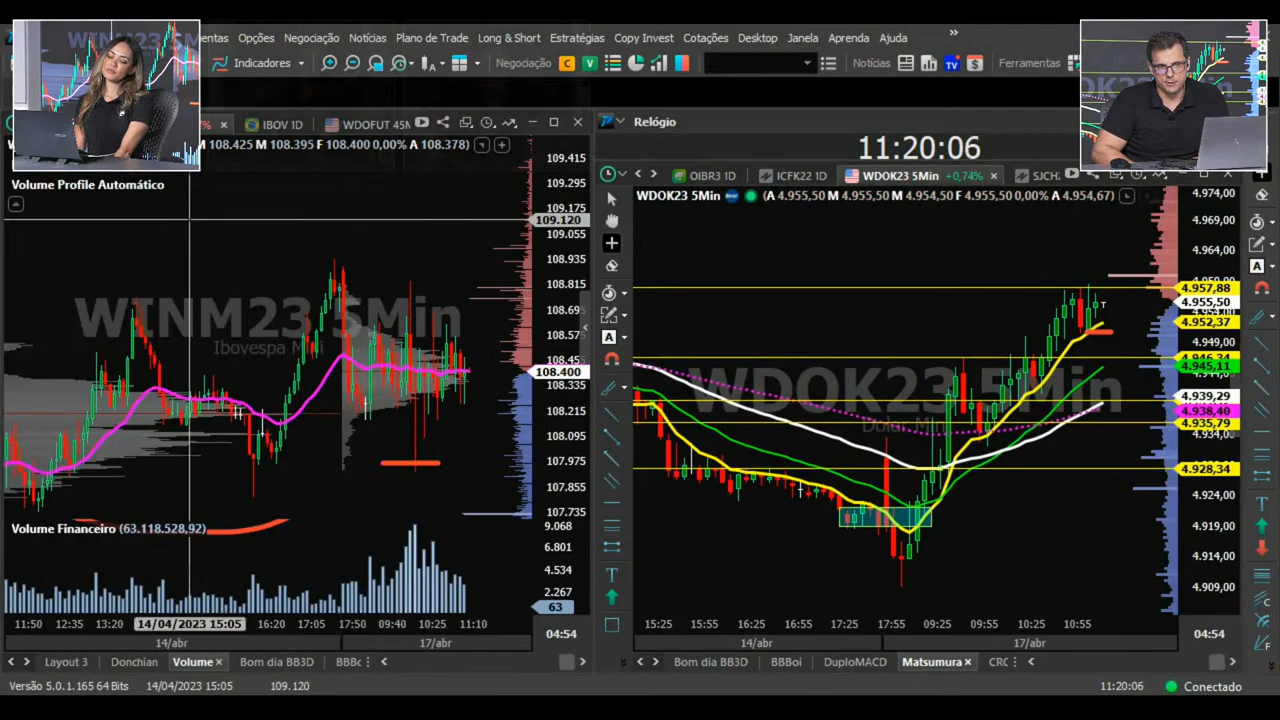 Opções Negociação Notícias Plano de Trade Long & Short Estratégias Copy Invest Cotações Desktop Janela Aprenda Ajuda »
Indicadores
Negociação C V
Notícias
TV
Ferramentas
IBOV 1D
WDOFUT 45M
M 108.425 M 108.395 F 108.400 0,00% A 108.378)
Volume Profile Automático
WINM23 5Min
Ibovespa Mini
109.415
109.295
109.175
109.120
109.055
108.935
108.815
108.695
108.575
108.455
108.400
108.335
108.215
108.095
107.975
107.855
107.735
Volume Financeiro (63.118.528,92)
9.068
6.801
4.534
2.267
63
11:50 12:35 13:20 14/04/2023 15:05 16:20 17:05 17:50 09:40 10:25 11:10
14/abr 17/abr
04:54
Layout 3 Donchian Volume × Bom dia BB3D
Relógio
11:20:06
OIBR3 1D ICFK22 1D WDOK23 5Min +0,74% ×
WDOK23 5Min (A 4.955,50 M 4.955,50 M 4.954,50 F 4.955,50 0,00% A 4.954,67)
WDOK23 5Min
4.974,00
4.969,00
4.964,00
4.957,88
4.955,50
4.952,37
4.949,00
4.945,11
4.939,29
4.938,40
4.935,79
4.928,34
4.924,00
4.919,00
4.914,00
4.909,00
15:25 15:55 16:25 16:55 17:25 17:55 09:25 09:55 10:25 10:55
14/abr 17/abr
04:54
Bom dia BB3D BBBoi DuploMACD Matsumura × CRC
Versão 5.0.1.165 64 Bits 14/04/2023 15:05 109.120
11:20:06 Conectado